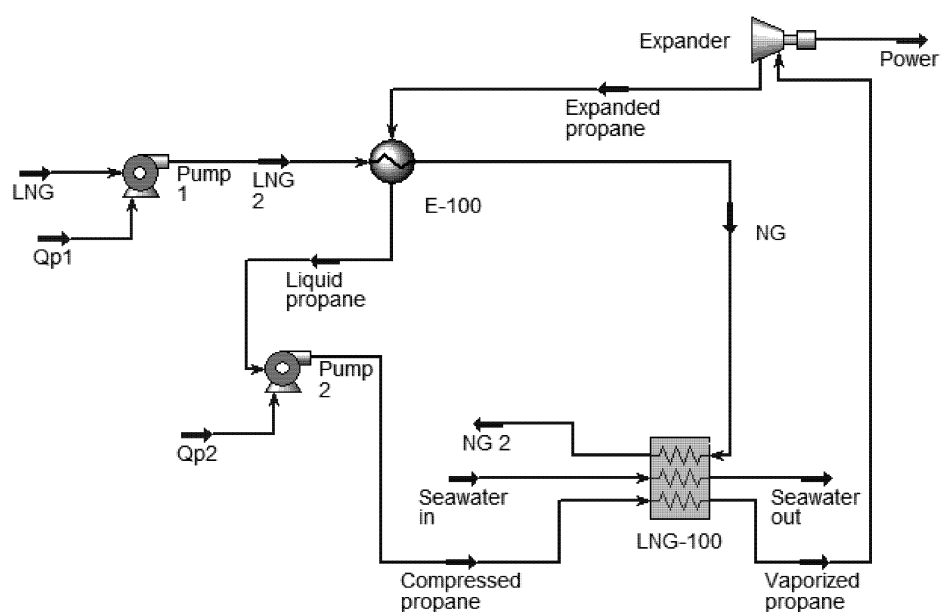 Expander
Power
Expanded
propane
LNG
Pump
1
LNG
2
E-100
Qp1
NG
Liquid
propane
Pump
2
Qp2
NG 2
Seawater
in
Seawater
out
LNG-100
Compressed
propane
Vaporized
propane